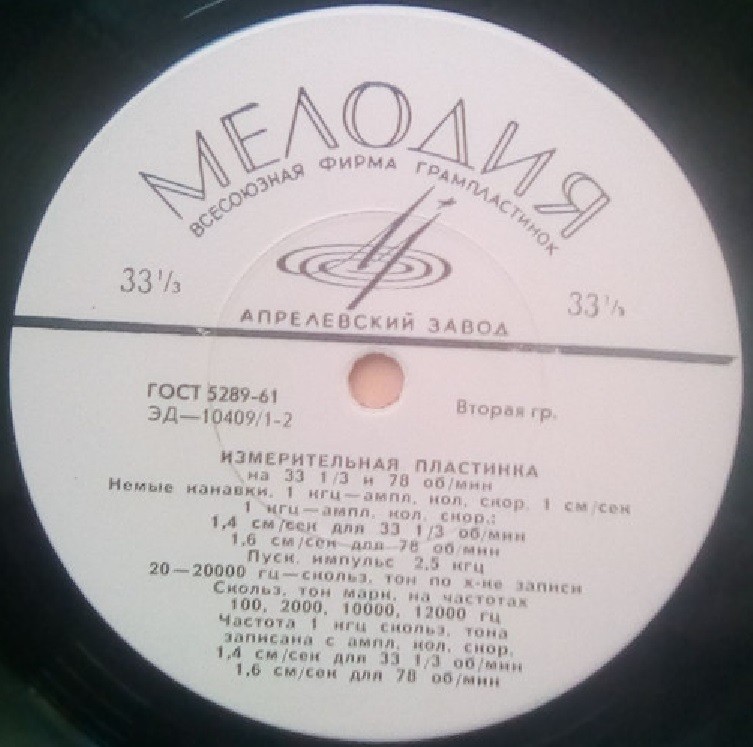 МЕЛОДИЯ
ВСЕСОЮЗНАЯ ФИРМА ГРАМПЛАСТИНОК
33 1/3
33 1/3
АПРЕЛЕВСКИЙ ЗАВОД
ГОСТ 5289-61
ЭД—10409/1-2
Вторая гр.
ИЗМЕРИТЕЛЬНАЯ ПЛАСТИНКА
на 33 1/3 и 78 об/мин
Немые канавки, 1 кгц—ампл. кол. скор. 1 см/сек
1 кгц—ампл. кол. скор.:
1,4 см/сек для 33 1/3 об/мин
1,6 см/сек для 78 об/мин
Пуск. импульс 2,5 кгц
20—20000 гц—скольз. тон по х-ке записи
Скольз. тон марк. на частотах
100, 2000, 10000, 12000 гц
Частота 1 кгц скольз. тона
записана с ампл. кол. скор.
1,4 см/сек для 33 1/3 об/мин
1,6 см/сек для 78 об/мин